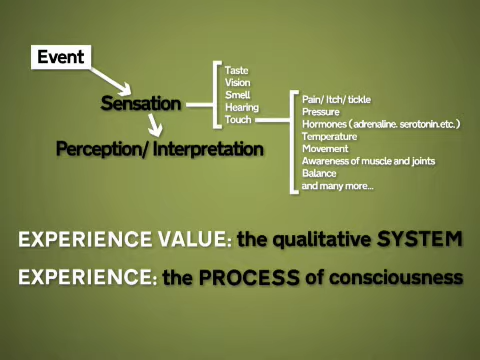 Event
Sensation
Perception/ Interpretation
Taste
Vision
Smell
Hearing
Touch
Pain/ Itch/ tickle
Pressure
Hormones (adrenaline. serotonin.etc.)
Temperature
Movement
Awareness of muscle and joints
Balance
and many more...
EXPERIENCE VALUE: the qualitative SYSTEM
EXPERIENCE: the PROCESS of consciousness